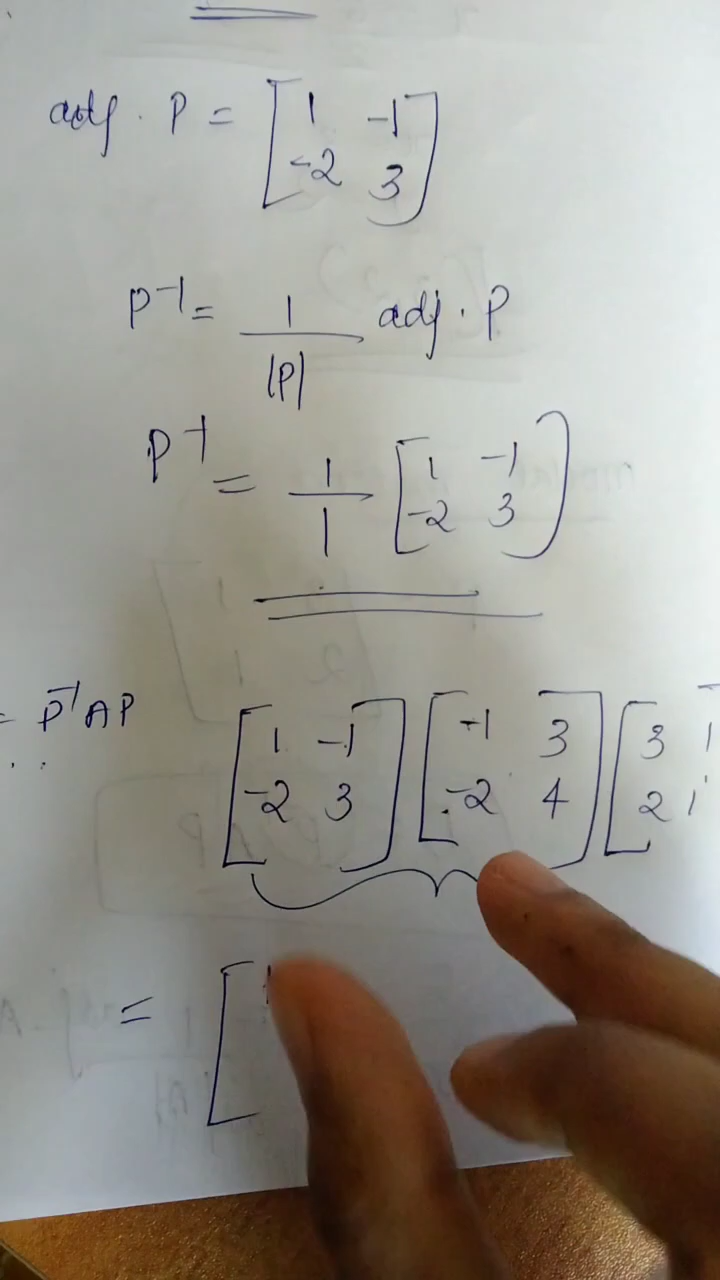 adj. P = [1 -1
-2 3]
P⁻¹ = 1/|P| adj. P
P⁻¹ = 1/1 [1 -1
-2 3]
= P⁻¹AP [1 -1 [-1 3 [3 1
-2 3] -2 4] 2 1
= [